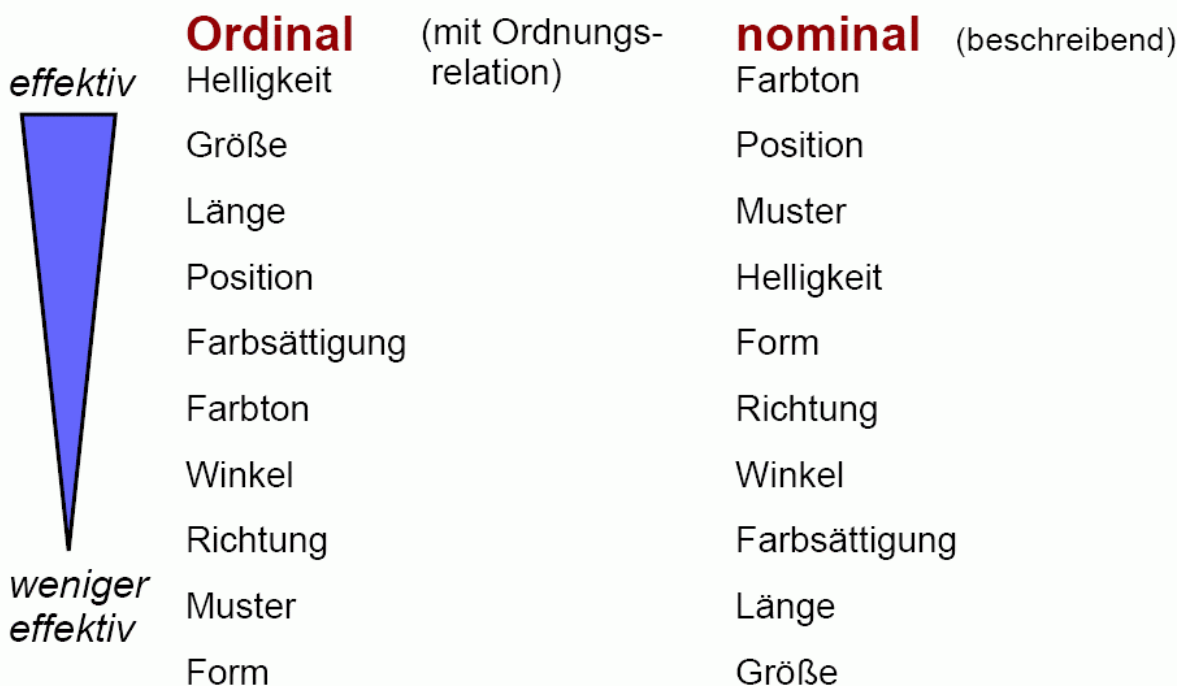 Ordinal (mit Ordnungs-
relation)
nominal (beschreibend)
effektiv
Helligkeit
Farbton
Größe
Position
Länge
Muster
Position
Helligkeit
Farbsättigung
Form
Farbton
Richtung
Winkel
Winkel
Richtung
Farbsättigung
weniger
effektiv
Muster
Länge
Form
Größe